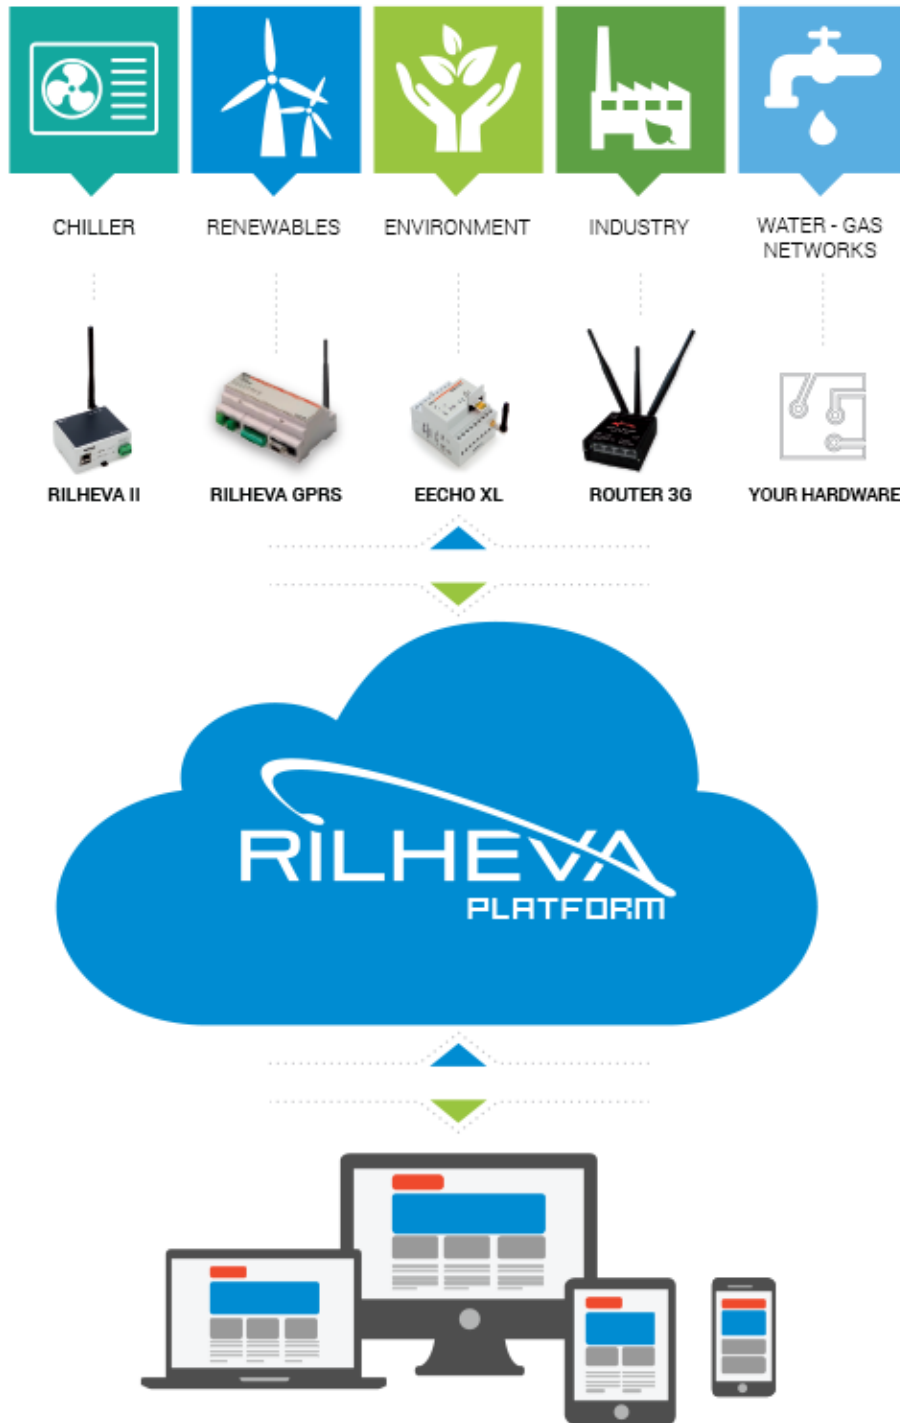 CHILLER
RENEWABLES
ENVIRONMENT
INDUSTRY
WATER - GAS
NETWORKS
RILHEVA II
RILHEVA GPRS
EECHO XL
ROUTER 3G
YOUR HARDWARE
RILHEVA
PLATFORM